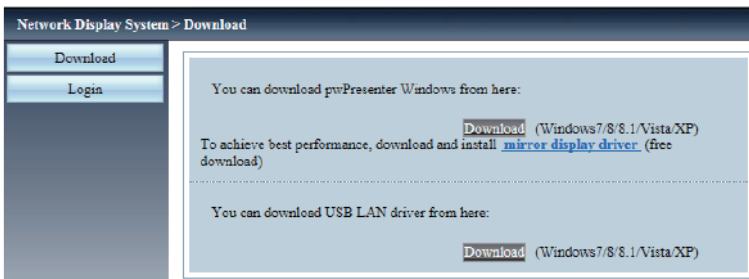 Network Display System > Download
Download
Login
You can download pwPresenter Windows from here:
Download (Windows7/8/8.1/Vista/XP)
To achieve best performance, download and install mirror display driver (free
download)
You can download USB LAN driver from here:
Download (Windows7/8/8.1/Vista/XP)